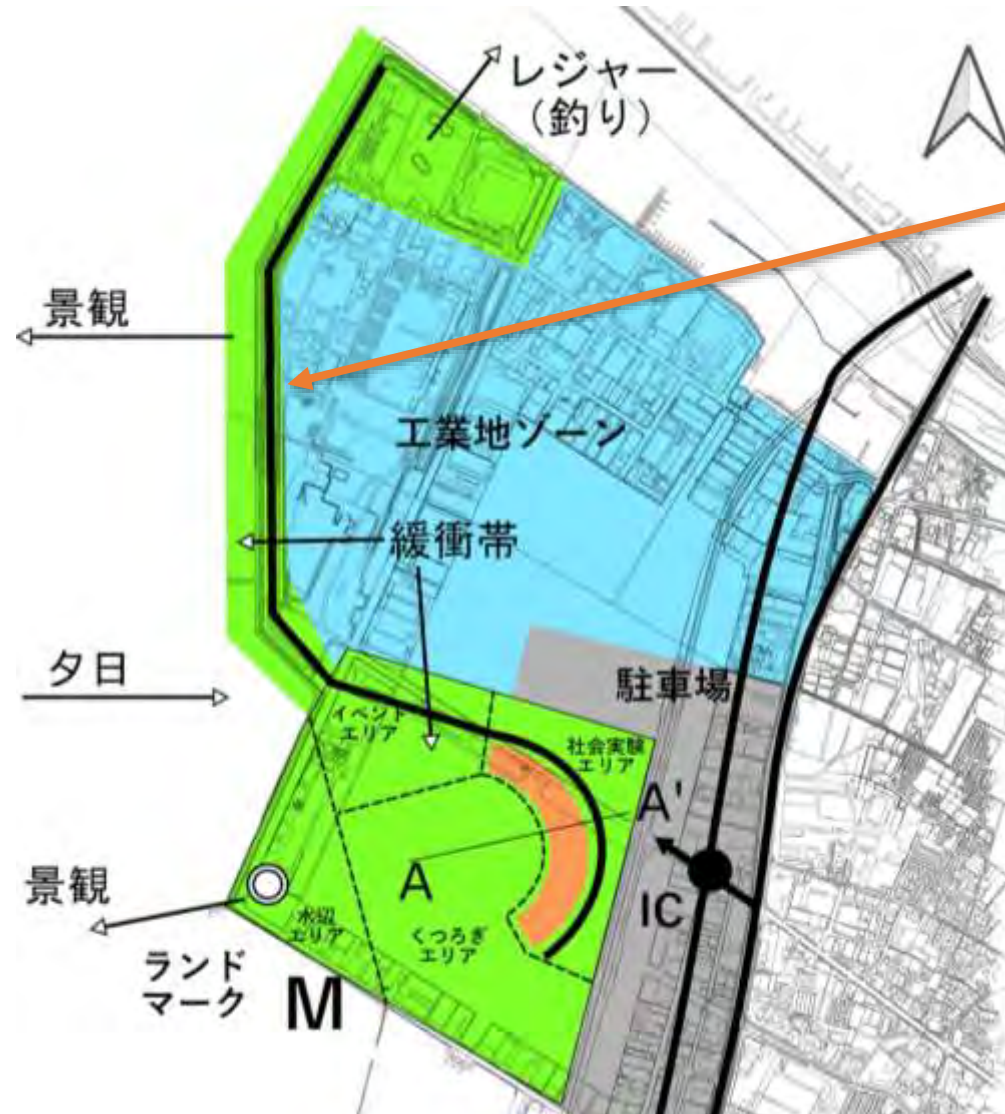 レジャー
（釣り）
景観
工業地ゾーン
緩衝帯
夕日
駐車場
イベント
エリア
社会実験
エリア
A'
A
景観
IC
水辺
エリア
くつろぎ
エリア
ランド
マーク
M